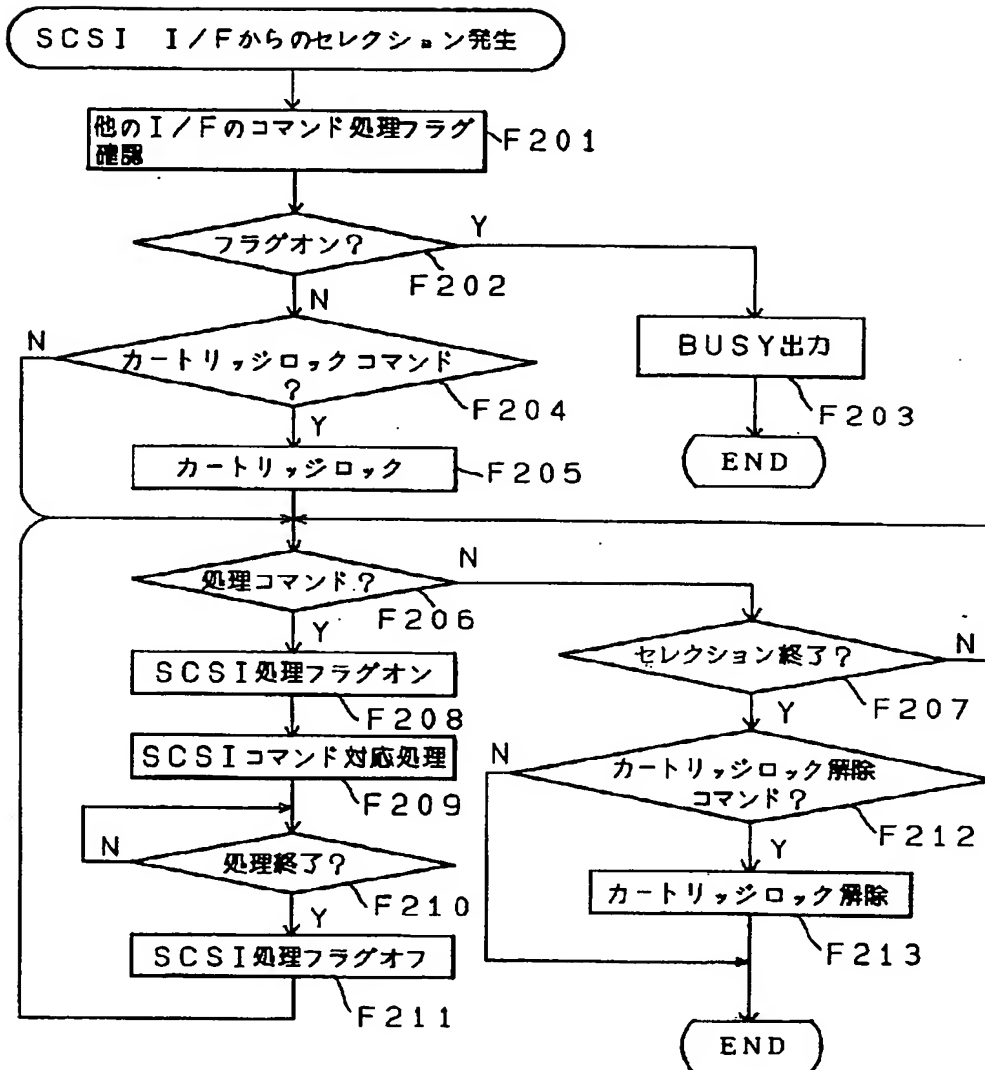 SCSI I/Fからのセレクション発生
他のI/Fのコマンド処理フラグ
確認
F201
フラグオン?
Y
F202
N
カートリッジロックコマンド
?
N
F204
Y
BUSY出力
F203
END
カートリッジロック
F205
処理コマンド?
N
F206
Y
セレクション終了?
N
F207
Y
SCSI処理フラグオン
F208
SCSIコマンド対応処理
F209
カートリッジロック解除
コマンド?
N
F212
Y
処理終了?
N
F210
Y
カートリッジロック解除
F213
SCSI処理フラグオフ
F211
END